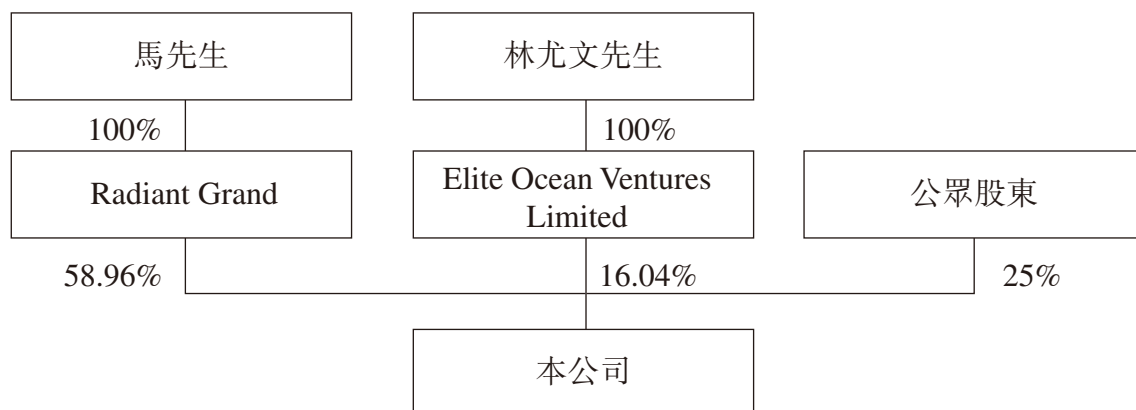 馬先生
林尤文先生
100%
100%
Radiant Grand
Elite Ocean Ventures
Limited
公眾股東
58.96%
16.04%
25%
本公司